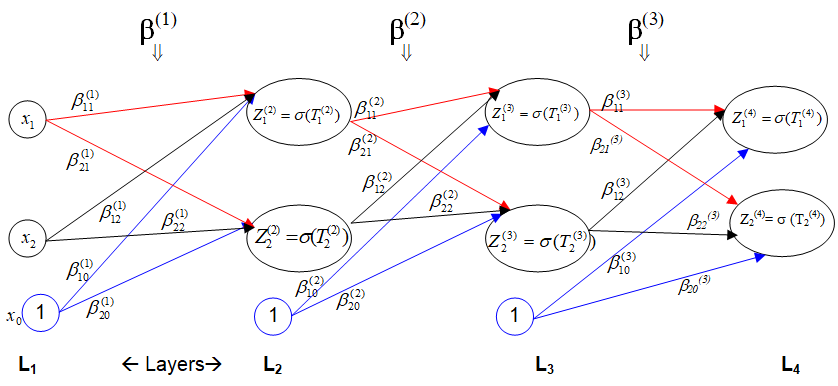 β(1) β(2) β(3)
⇓ ⇓ ⇓
β11(1) β11(2) β11(3)
x1 Z1(2) = σ(T1(2)) Z1(3) = σ(T1(3)) Z1(4) = σ(T1(4))
β21(1) β21(2) β21(3)
β12(1) β12(2) β12(3)
β22(1) β22(2) β22(3)
x2 Z2(2) = σ(T2(2)) Z2(3) = σ(T2(3)) Z2(4) = σ (T2(4))
β10(1) β10(2) β10(3)
β20(1) β20(2) β20(3)
x0 1 1 1
L1 ← Layers→ L2 L3 L4